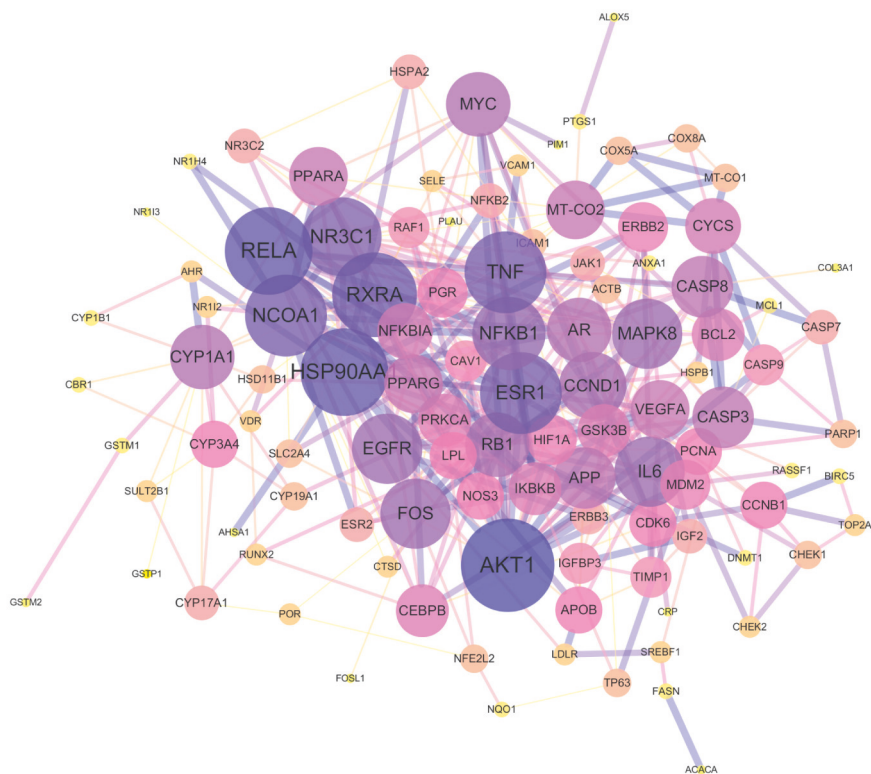 ALOX5
HSPA2
MYC
PTGS1
COX8A
NR3C2
PIM1
COX5A
NR1H4
VCAM1
PPARA
SELE
MT-CO1
NFKB2
MT-CO2
NR1I3
PLAU
RAF1
ERBB2
CYCS
NR3C1
ICAM1
RELA
TNF
JAK1
ANXA1
COL3A1
AHR
RXRA
PGR
ACTB
CASP8
MCL1
NR1I2
NCOA1
CYP1B1
NFKBIA
NFKB1
AR
MAPK8
BCL2
CASP7
CYP1A1
CAV1
CASP9
HSP90AA1
HSPB1
CBR1
HSD11B1
PPARG
ESR1
CCND1
VEGFA
GSTM1
VDR
PRKCA
CASP3
CYP3A4
HIF1A
GSK3B
PARP1
SLC2A4
EGFR
LPL
RB1
PCNA
RASSF1
SULT2B1
CYP19A1
APP
IL6
MDM2
BIRC5
NOS3
IKBKB
CCNB1
FOS
ERBB3
CDK6
TOP2A
AHSA1
ESR2
IGF2
RUNX2
DNMT1
CHEK1
GSTP1
CTSD
AKT1
IGFBP3
TIMP1
GSTM2
CYP17A1
CEBPB
APOB
CRP
POR
CHEK2
NFE2L2
LDLR
SREBF1
FOSL1
TP63
FASN
NQO1
ACACA